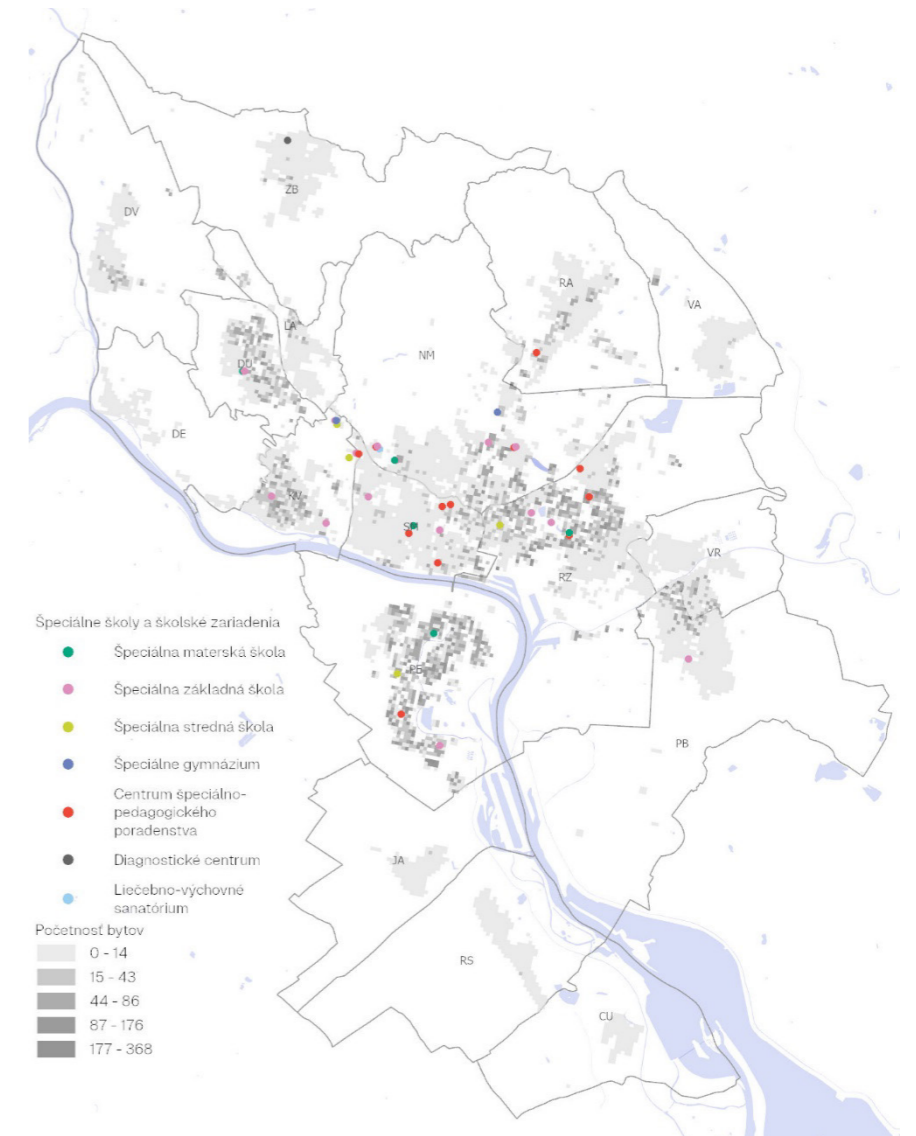 ZB
DV
RA
VA
LA
NM
DÚ
DE
KV
SM
RZ
VR
Špeciálne školy a školské zariadenia
Špeciálna materská škola
Špeciálna základná škola
Špeciálna stredná škola
Špeciálne gymnázium
Centrum špeciálno-
pedagogického
poradenstva
Diagnostické centrum
Liečebno-výchovné
sanatórium
Početnosť bytov
0 - 14
15 - 43
44 - 86
87 - 176
177 - 368
PE
PB
JA
RS
CU